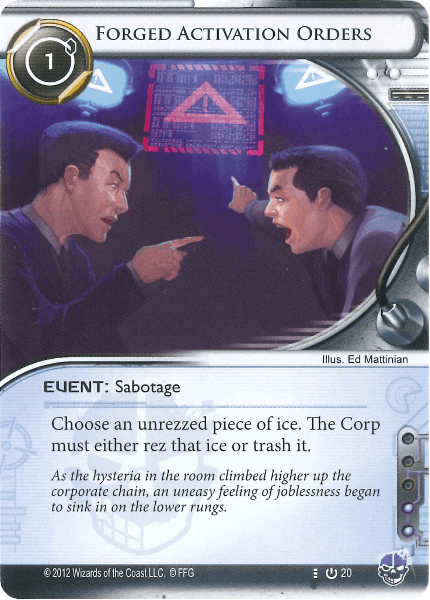 FORGED ACTIVATION ORDERS
1
Illus. Ed Mattinian
EVENT: Sabotage
Choose an unrezzed piece of ice. The Corp
must either rez that ice or trash it.
As the hysteria in the room climbed higher up the
corporate chain, an uneasy feeling of joblessness began
to sink in on the lower rungs.
© 2012 Wizards of the Coast LLC. © FFG
20